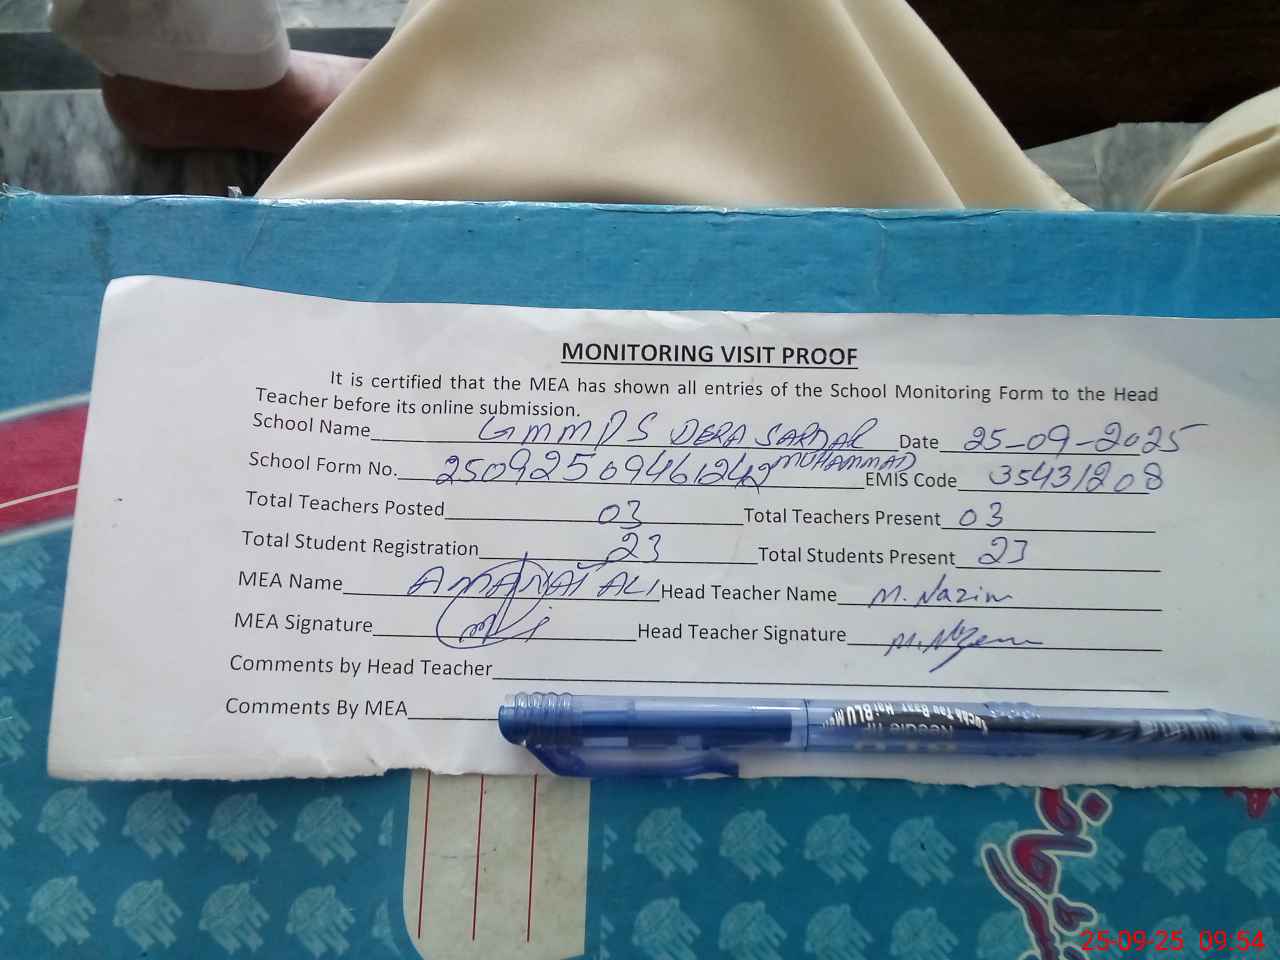 MONITORING VISIT PROOF
It is certified that the MEA has shown all entries of the School Monitoring Form to the Head
Teacher before its online submission.
School Name GMMPS DERA SARDAR MUHAMMAD Date 25-09-2025
School Form No. 25092509461242 EMIS Code 35431208
Total Teachers Posted 03 Total Teachers Present 03
Total Student Registration 23 Total Students Present 23
MEA Name AMANAT ALI Head Teacher Name M. Nazim
MEA Signature Head Teacher Signature
Comments by Head Teacher
Comments By MEA
25-09-25 09:54